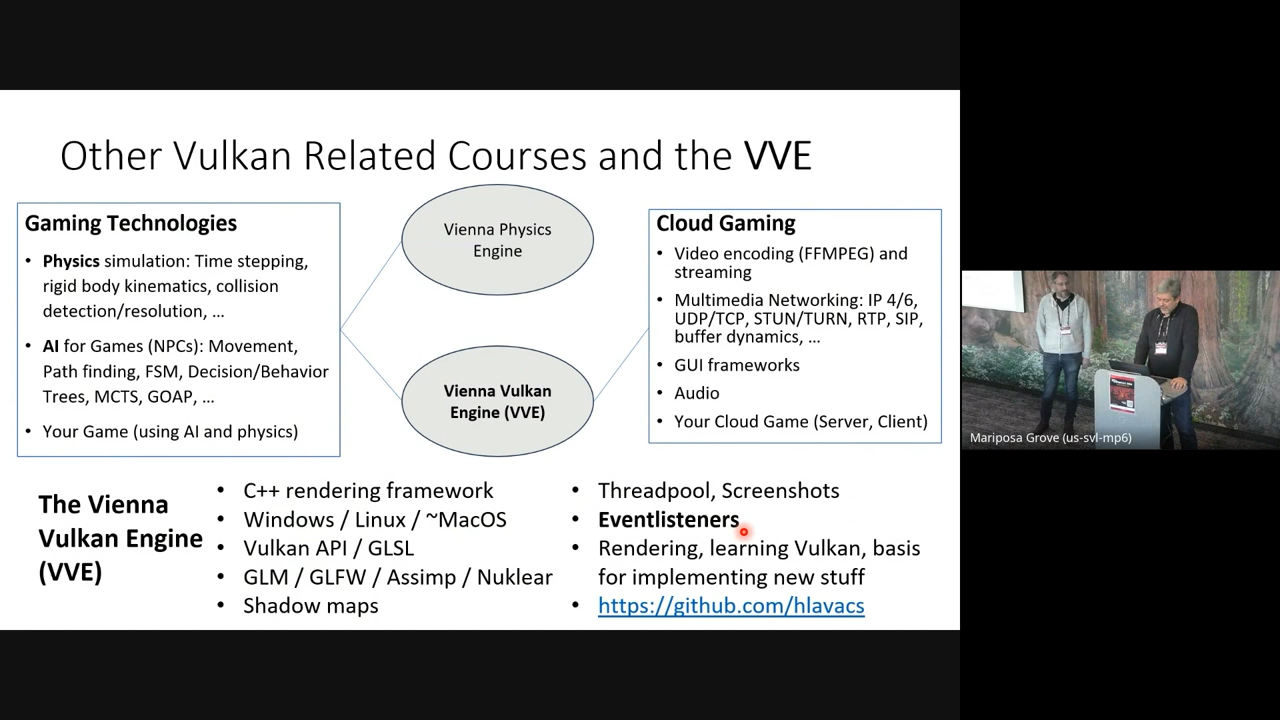 Other Vulkan Related Courses and the VVE
Gaming Technologies
• Physics simulation: Time stepping,
rigid body kinematics, collision
detection/resolution, ...
• AI for Games (NPCs): Movement,
Path finding, FSM, Decision/Behavior
Trees, MCTS, GOAP, ...
• Your Game (using AI and physics)
Vienna Physics
Engine
Vienna Vulkan
Engine (VVE)
Cloud Gaming
• Video encoding (FFMPEG) and
streaming
• Multimedia Networking: IP 4/6,
UDP/TCP, STUN/TURN, RTP, SIP,
buffer dynamics, ...
• GUI frameworks
• Audio
• Your Cloud Game (Server, Client)
The Vienna
Vulkan Engine
(VVE)
• C++ rendering framework
• Windows / Linux / ~MacOS
• Vulkan API / GLSL
• GLM / GLFW / Assimp / Nuklear
• Shadow maps
• Threadpool, Screenshots
• Eventlisteners
• Rendering, learning Vulkan, basis
for implementing new stuff
• https://github.com/hlavacs
Mariposa Grove (us-svl-mp6)